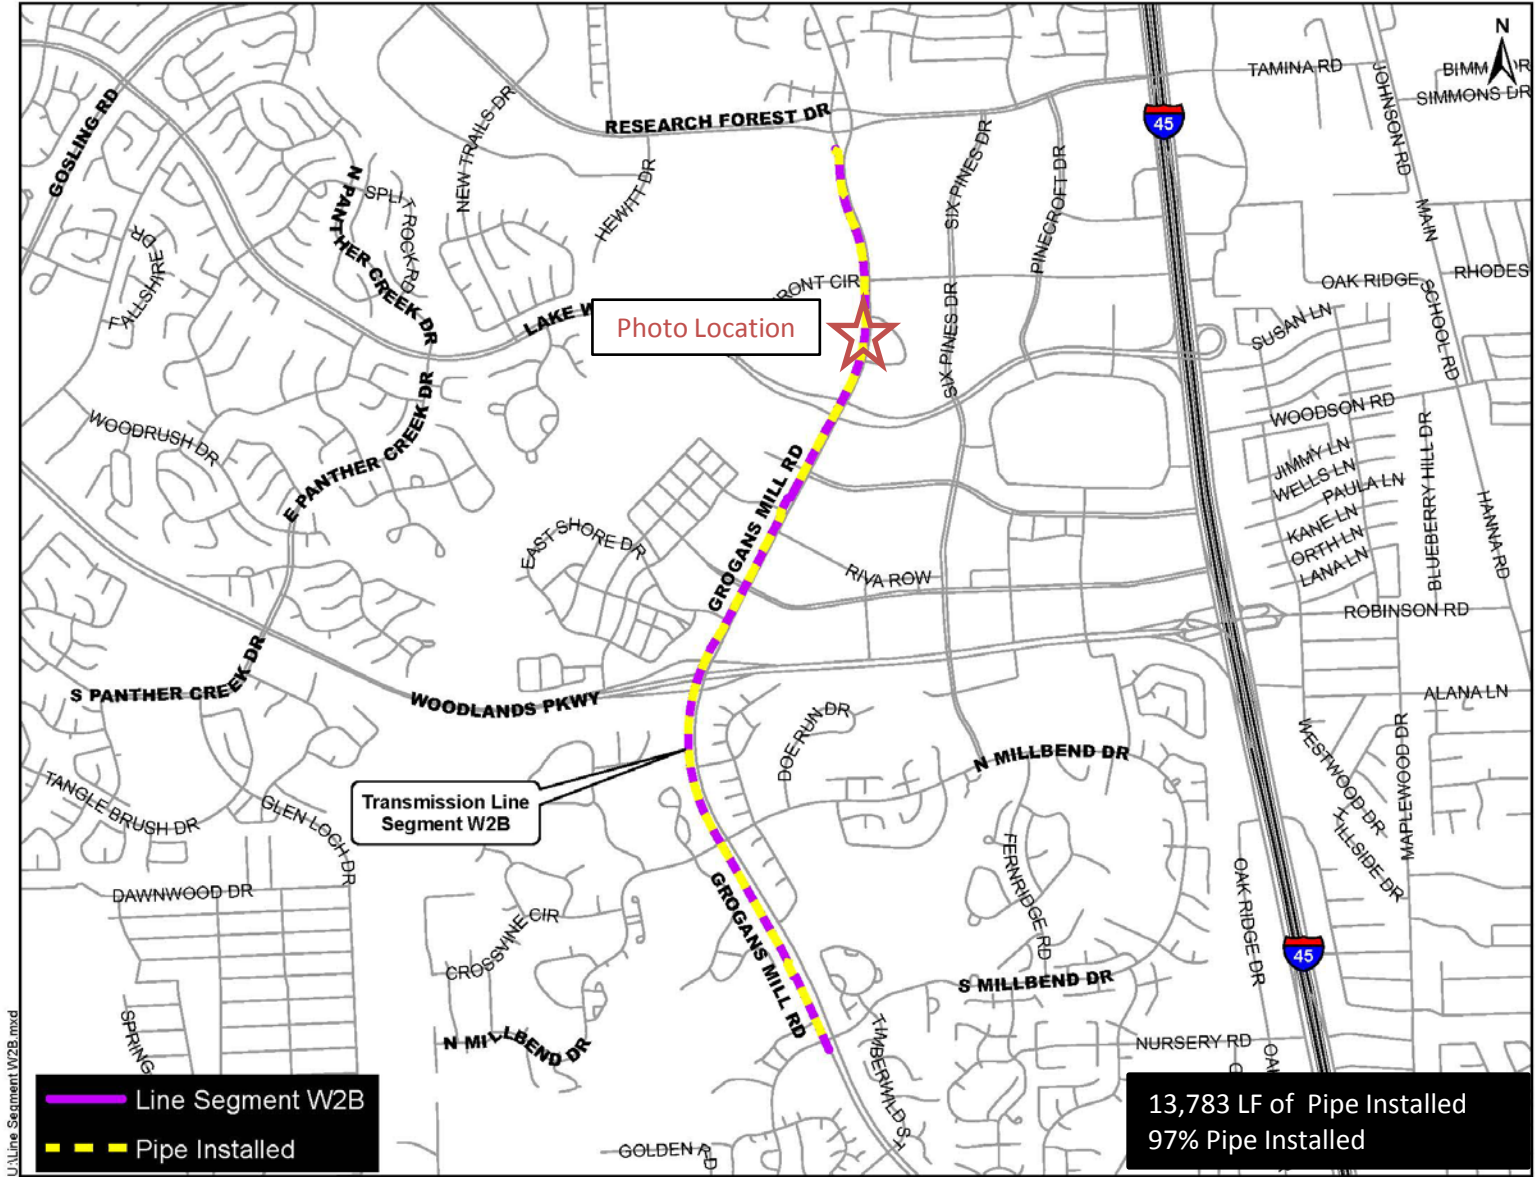 N
TAMINA RD
JOHNSON RD
SIMMONS DR
45
GOSLING RD
NEW TRAILS DR
RESEARCH FOREST DR
HEWITT DR
SIX PINES DR
PINECROFT DR
N PANTHER CREEK DR
SPLIT ROCK RD
MAIN
SCHOOL RD
ALLSHIRE DR
OAK RIDGE
RHODES
LAKE W
RONT CIR
Photo Location
SUSAN LN
SIX PINES DR
WOODRUSH DR
E PANTHER CREEK DR
WOODSON RD
JIMMY LN
WELLS LN
PAULA LN
KANE LN
ORTH LN
LANA LN
BLUEBERRY HILL DR
HANNA RD
GROGANS MILL RD
EAST SHORE DR
RIVA ROW
ROBINSON RD
S PANTHER CREEK DR
WOODLANDS PKWY
ALANA LN
DOE RUN DR
N MILLBEND DR
WESTWOOD DR
MAPLEWOOD DR
HILLSIDE DR
TANGLE BRUSH DR
GLEN LOCH DR
Transmission Line
Segment W2B
DAWNWOOD DR
GROGANS MILL RD
FERNRIDGE RD
OAK RIDGE DR
CROSSVINE CIR
45
S MILLBEND DR
SPRING
N MILLBEND DR
TIMBERWILD ST
NURSERY RD
GOLDEN
Line Segment W2B
Pipe Installed
13,783 LF of Pipe Installed
97% Pipe Installed
U:\Line Segment W2B.mxd